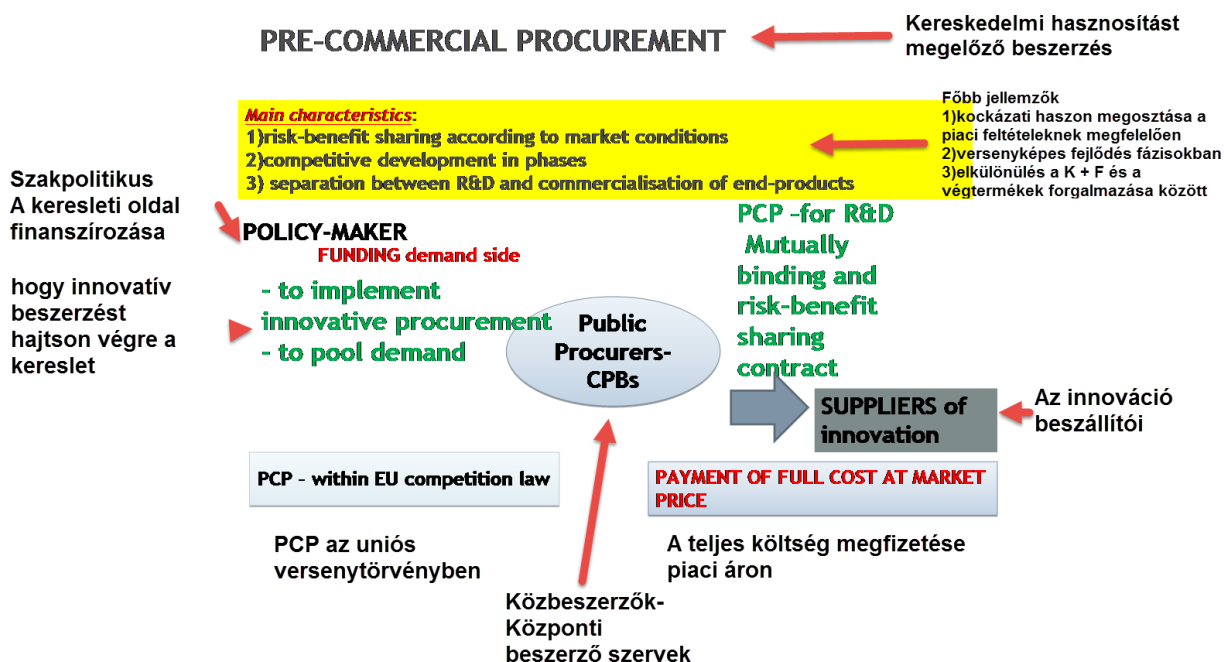 PRE-COMMERCIAL PROCUREMENT
Kereskedelmi hasznosítást
megelőző beszerzés
Main characteristics:
1)risk-benefit sharing according to market conditions
2)competitive development in phases
3) separation between R&D and commercialisation of end-products
Főbb jellemzők
1)kockázati haszon megosztása a
piaci feltételeknek megfelelően
2)versenyképes fejlődés fázisokban
3)elkülönülés a K + F és a
végtermékek forgalmazása között
Szakpolitikus
A keresleti oldal
finanszírozása
POLICY-MAKER
FUNDING demand side
hogy innovatív
beszerzést
hajtson végre a
kereslet
- to implement
innovative procurement
- to pool demand
Public
Procurers-
CPBs
PCP -for R&D
Mutually
binding and
risk-benefit
sharing
contract
SUPPLIERS of
innovation
Az innováció
beszállítói
PCP - within EU competition law
PAYMENT OF FULL COST AT MARKET
PRICE
PCP az uniós
versenytörvényben
A teljes költség megfizetése
piaci áron
Közbeszerzők-
Központi
beszerző szervek